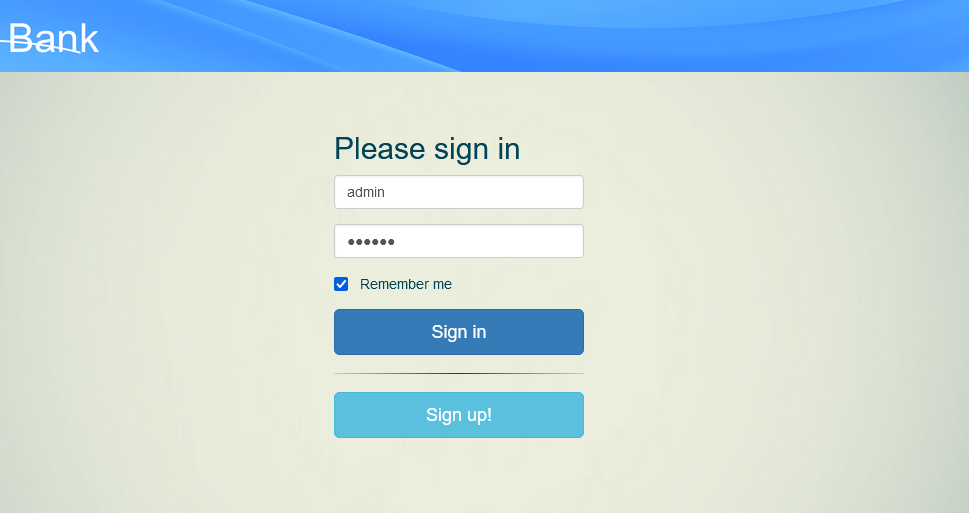 Bank
Please sign in
admin
••••••
Remember me
Sign in
Sign up!